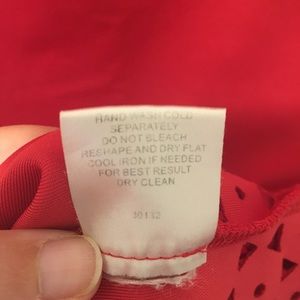 HAND WASH COLD
SEPARATELY
DO NOT BLEACH
RESHAPE AND DRY FLAT
COOL IRON IF NEEDED
FOR BEST RESULT
DRY CLEAN